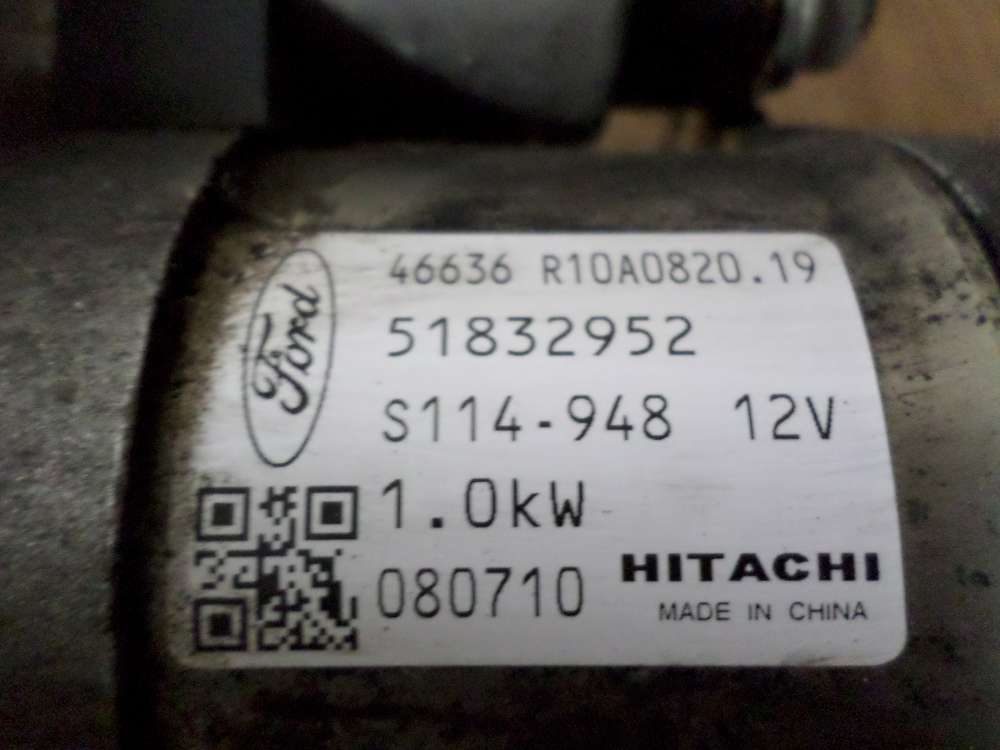 Ford
46636 R10A0820.19
51832952
S114-948 12V
1.0kW
080710
HITACHI
MADE IN CHINA